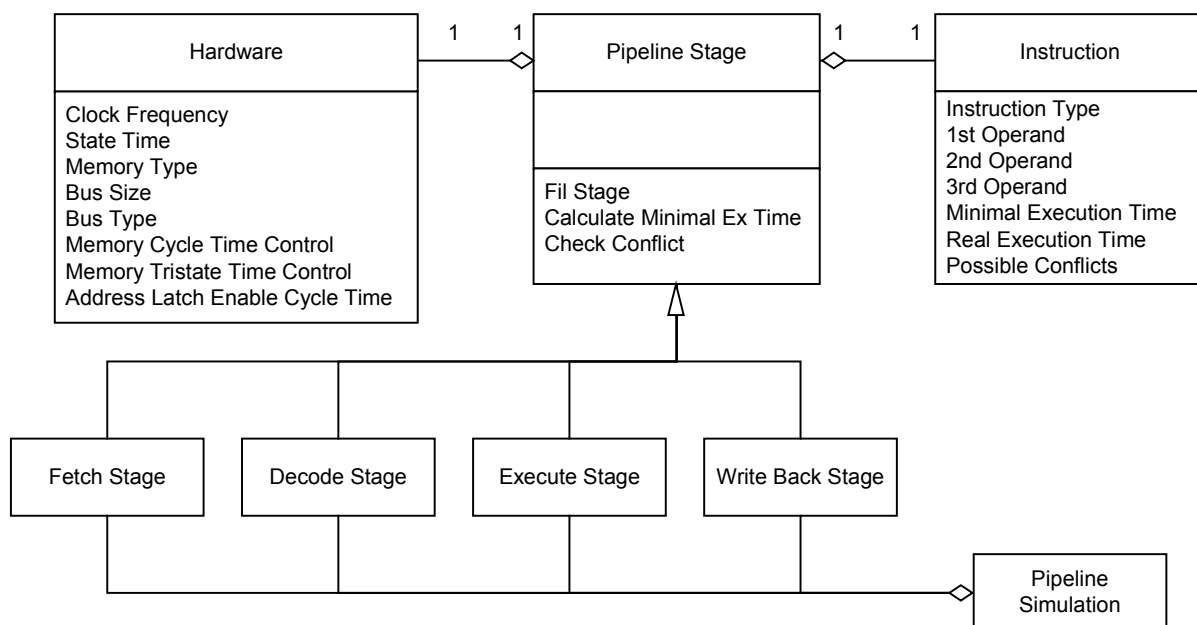 Hardware
1
1
Pipeline Stage
1
1
Instruction
Clock Frequency
State Time
Memory Type
Bus Size
Bus Type
Memory Cycle Time Control
Memory Tristate Time Control
Address Latch Enable Cycle Time
Fil Stage
Calculate Minimal Ex Time
Check Conflict
Instruction Type
1st Operand
2nd Operand
3rd Operand
Minimal Execution Time
Real Execution Time
Possible Conflicts
Fetch Stage
Decode Stage
Execute Stage
Write Back Stage
Pipeline
Simulation